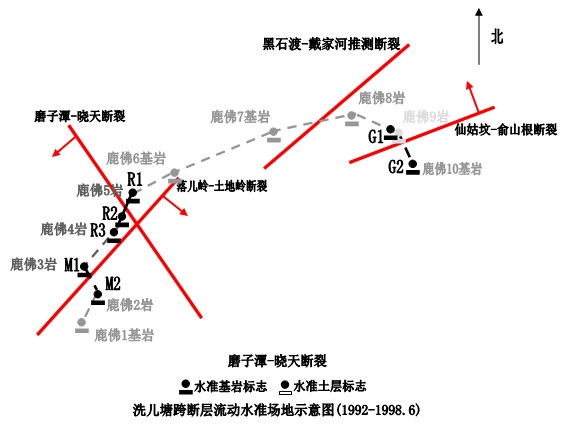 北
黑石渡-戴家河推测断裂
鹿佛8岩
磨子潭-晓天断裂
鹿佛7基岩
鹿佛9岩
仙姑坟-俞山根断裂
G1
鹿佛6基岩
G2
鹿佛10基岩
R1
鹿佛5岩
落儿岭-土地岭断裂
R2
鹿佛4岩
R3
鹿佛3岩
M1
M2
鹿佛2岩
鹿佛1基岩
磨子潭-晓天断裂
水准基岩标志
水准土层标志
洗儿塘跨断层流动水准场地示意图(1992-1998.6)